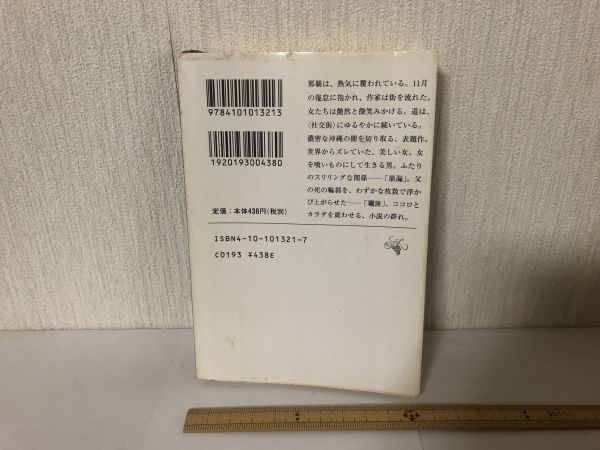 9784101013213
1920193004380
定価：本体438円(税別)
ISBN4-10-101321-7
C0193 ¥438E
那覇は、熱気に覆われている。11月
の倦怠に抱かれ、作家は街を流れた。
女たちは艶然と微笑みかける。道は、
〈社交街〉にゆるやかに続いている。
濃密な沖縄の闇を切り取る、表題作。
世界からズレていた、美しい女。女
を喰いものにして生きる男。ふたり
のスリリングな関係——「崩漏」。父
の死の輪郭を、わずかな枚数で浮か
び上がらせた——「。ココロと
カラダを震わせる、小説の群れ。